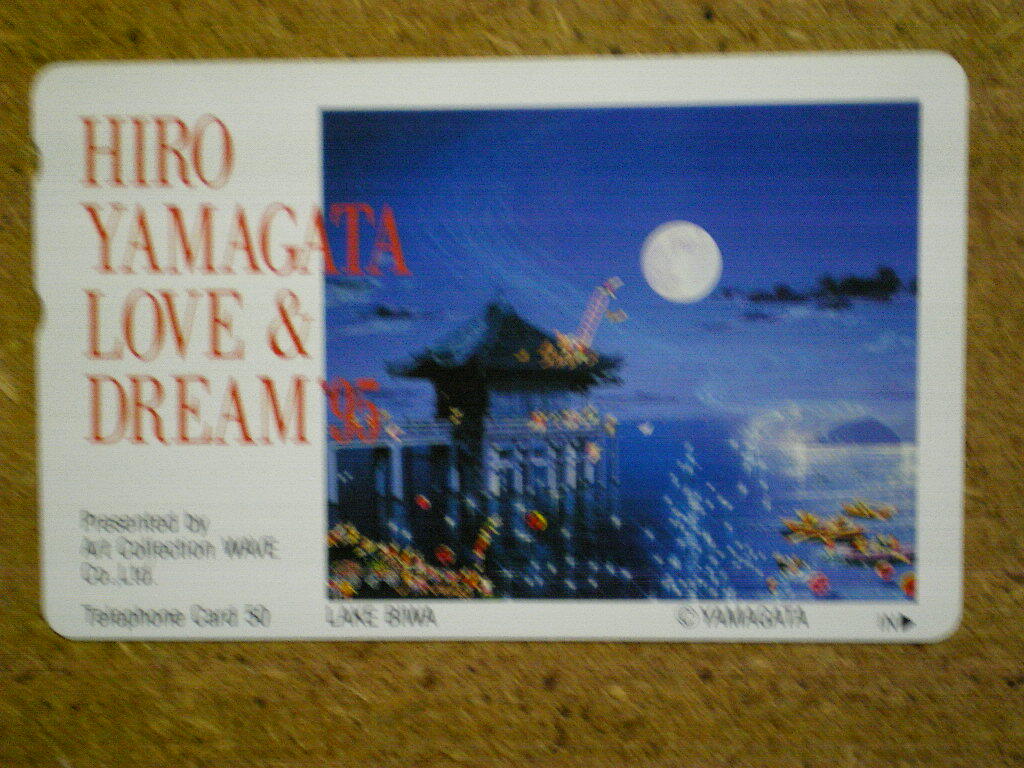 HIRO
YAMAGATA
LOVE &
DREAM '95
Presented by
Art Collection WAVE
Co.,Ltd.
Telephone Card 50
LAKE BIWA
© YAMAGATA
IN ▶